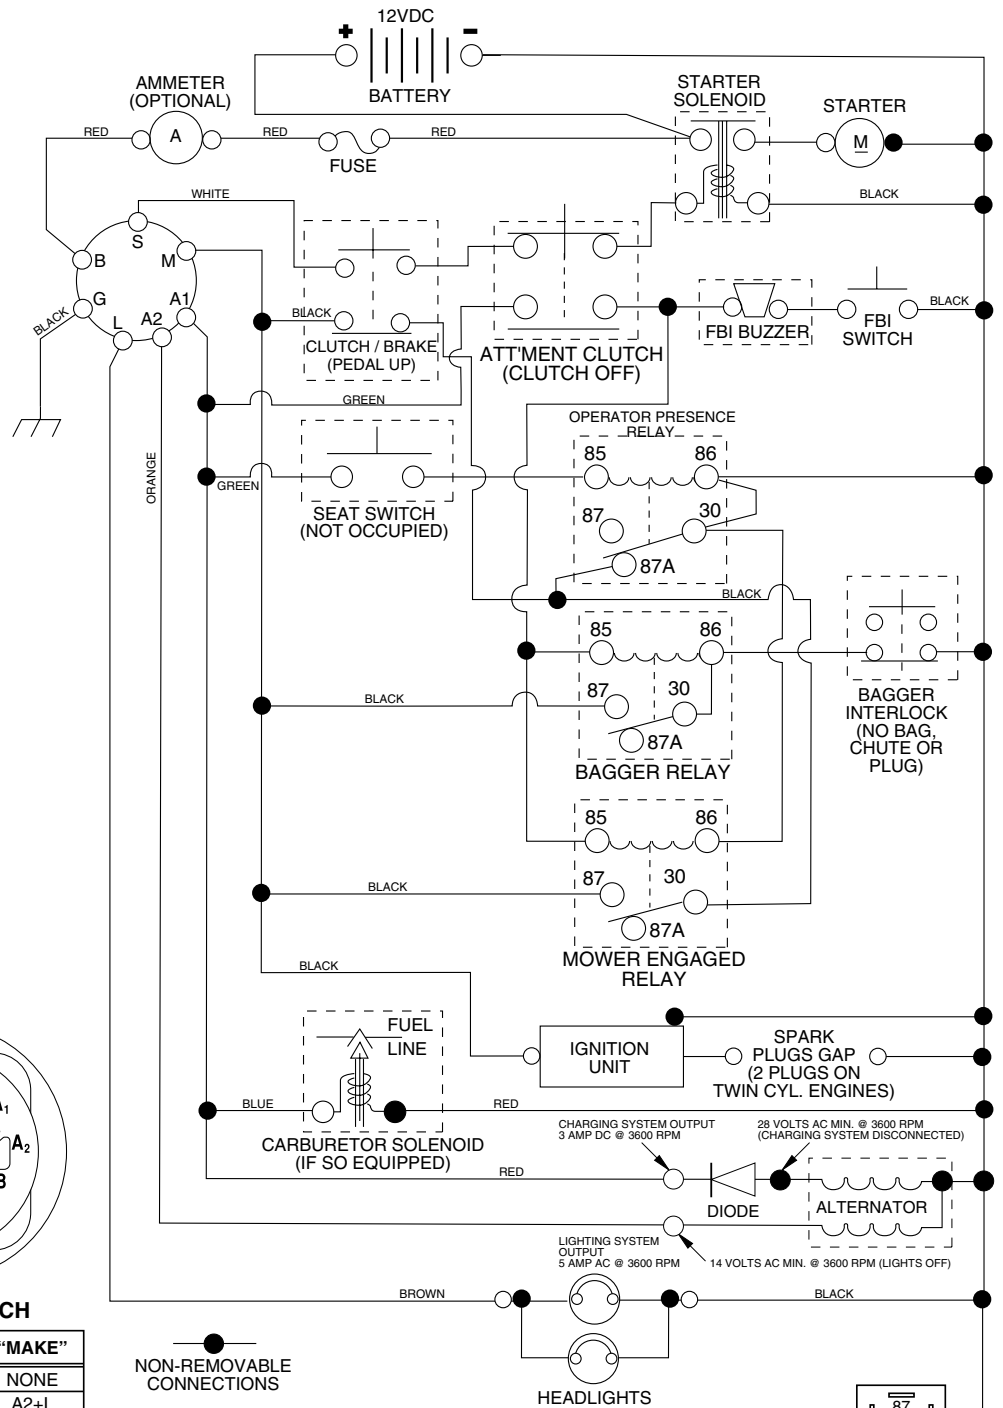 12VDC
+
-
BATTERY
AMMETER
(OPTIONAL)
STARTER
SOLENOID
STARTER
RED
A
RED
FUSE
RED
M
WHITE
BLACK
S
B
M
G
A1
L
A2
BLACK
BLACK
CLUTCH / BRAKE
(PEDAL UP)
ATT'MENT CLUTCH
(CLUTCH OFF)
FBI BUZZER
FBI
SWITCH
BLACK
GREEN
OPERATOR PRESENCE
RELAY
85
86
ORANGE
GREEN
SEAT SWITCH
(NOT OCCUPIED)
87
30
87A
BLACK
85
86
BLACK
87
30
87A
BAGGER RELAY
BAGGER
INTERLOCK
(NO BAG,
CHUTE OR
PLUG)
85
86
BLACK
87
30
87A
MOWER ENGAGED
RELAY
BLACK
FUEL
LINE
IGNITION
UNIT
SPARK
PLUGS GAP
(2 PLUGS ON
TWIN CYL. ENGINES)
BLUE
RED
CARBURETOR SOLENOID
(IF SO EQUIPPED)
CHARGING SYSTEM OUTPUT
3 AMP DC @ 3600 RPM
28 VOLTS AC MIN. @ 3600 RPM
(CHARGING SYSTEM DISCONNECTED)
RED
DIODE
ALTERNATOR
LIGHTING SYSTEM
OUTPUT
5 AMP AC @ 3600 RPM
14 VOLTS AC MIN. @ 3600 RPM (LIGHTS OFF)
BROWN
BLACK
HEADLIGHTS
NON-REMOVABLE
CONNECTIONS
A2
CH
"MAKE"
NONE
A2+L
87